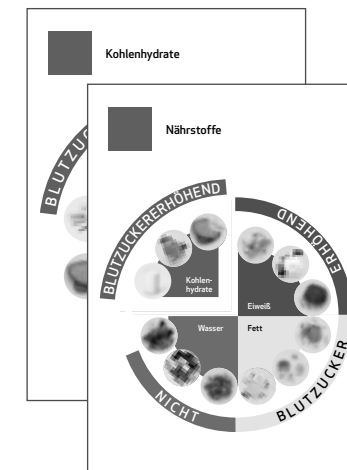 Kohlenhydrate
BLUTZUC
Nährstoffe
BLUTZUCKERERHÖHEND
ERHÖHEND
Kohlen-
hydrate
Eiweiß
Wasser
Fett
NICHT
BLUTZUCKER